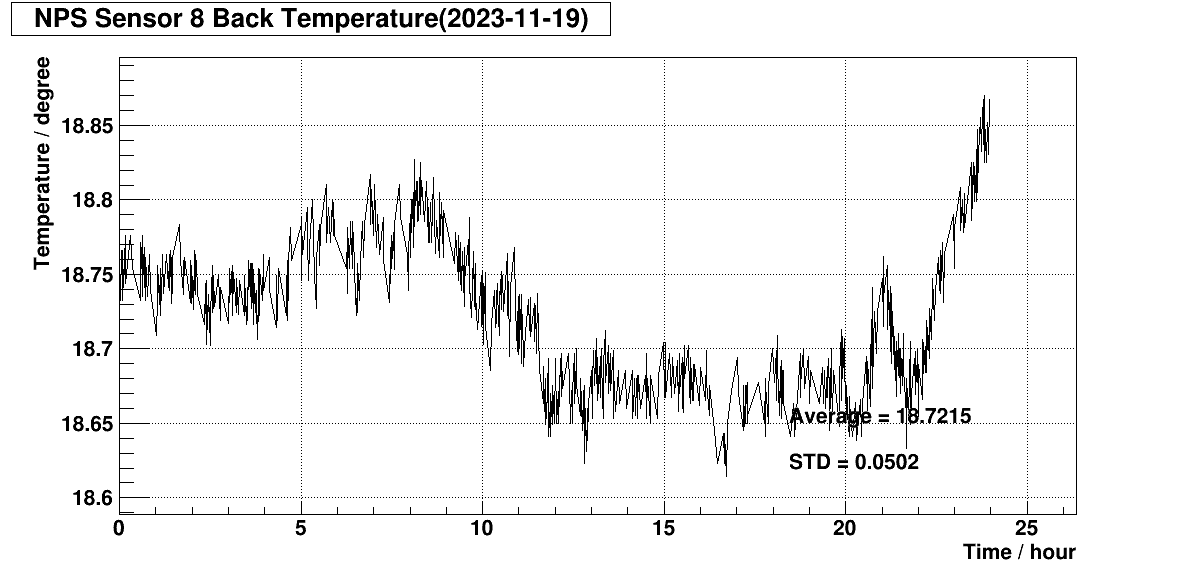 NPS Sensor 8 Back Temperature(2023-11-19)
Temperature / degree
18.85
18.8
18.75
18.7
18.65
18.6
Average = 18.7215
STD = 0.0502
0 5 10 15 20 25
Time / hour